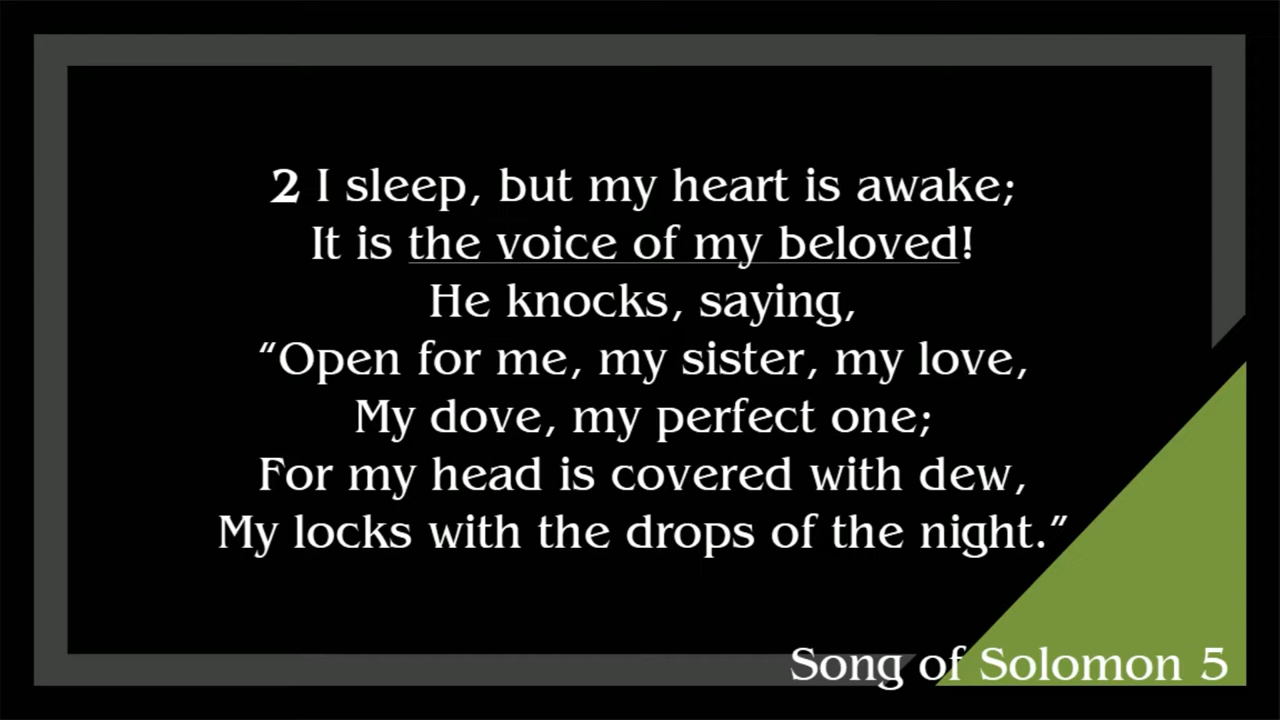 2 I sleep, but my heart is awake;
It is the voice of my beloved!
He knocks, saying,
“Open for me, my sister, my love,
My dove, my perfect one;
For my head is covered with dew,
My locks with the drops of the night.”
Song of Solomon 5